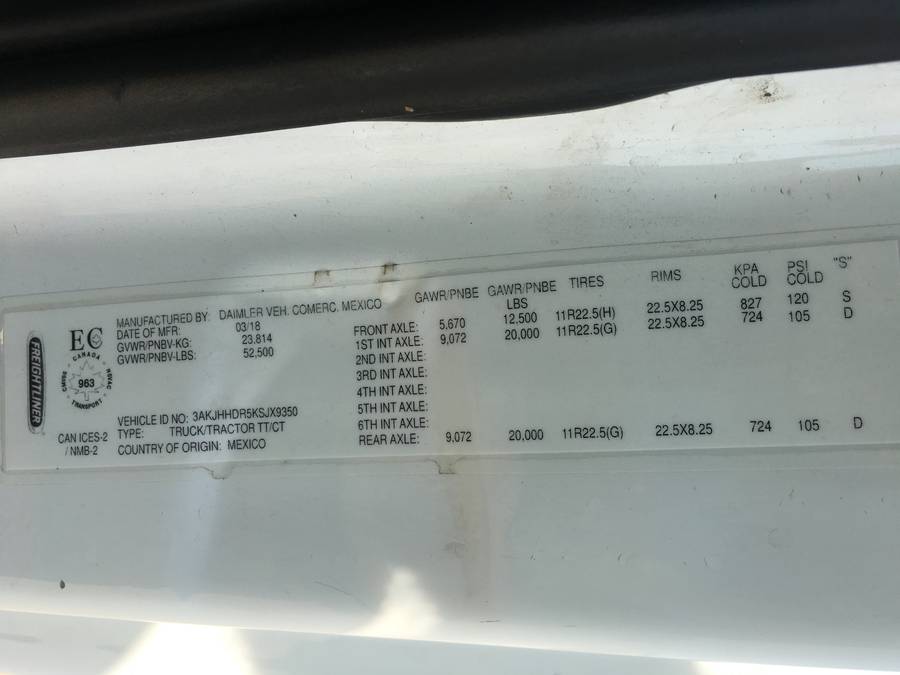 FREIGHTLINER
EC
CANADA
CMVSS NSVAC
963
TRANSPORT
CAN ICES-2
/ NMB-2
MANUFACTURED BY: DAIMLER VEH. COMERC. MEXICO
DATE OF MFR: 03/18
GVWR/PNBV-KG: 23.814
GVWR/PNBV-LBS: 52,500
VEHICLE ID NO: 3AKJHHDR5KSJX9350
TYPE: TRUCK/TRACTOR TT/CT
COUNTRY OF ORIGIN: MEXICO
GAWR/PNBE GAWR/PNBE TIRES RIMS KPA PSI "S"
LBS COLD COLD
FRONT AXLE: 5,670 12,500 11R22.5(H) 22.5X8.25 827 120 S
1ST INT AXLE: 9,072 20,000 11R22.5(G) 22.5X8.25 724 105 D
2ND INT AXLE:
3RD INT AXLE:
4TH INT AXLE:
5TH INT AXLE:
6TH INT AXLE:
REAR AXLE: 9,072 20,000 11R22.5(G) 22.5X8.25 724 105 D